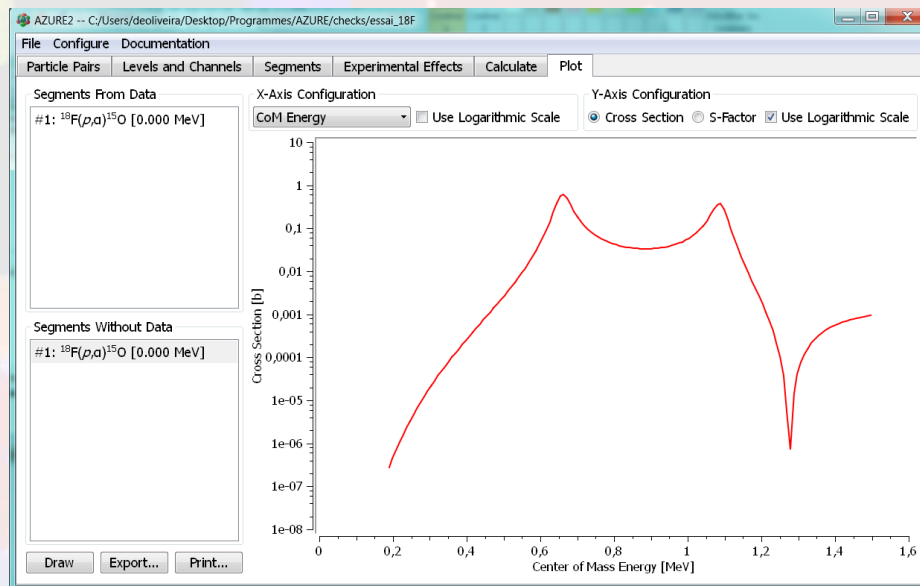 AZURE2 -- C:/Users/deoliveira/Desktop/Programmes/AZURE/checks/essai_18F
File Configure Documentation
Particle Pairs Levels and Channels Segments Experimental Effects Calculate Plot
Segments From Data
#1: ¹⁸F(p,α)¹⁵O [0.000 MeV]
Segments Without Data
#1: ¹⁸F(p,α)¹⁵O [0.000 MeV]
Draw Export... Print...
X-Axis Configuration
CoM Energy Use Logarithmic Scale
Y-Axis Configuration
Cross Section S-Factor Use Logarithmic Scale
10
1
0,1
0,01
0,001
0,0001
1e-05
1e-06
1e-07
1e-08
Cross Section [b]
0 0,2 0,4 0,6 0,8 1 1,2 1,4 1,6
Center of Mass Energy [MeV]